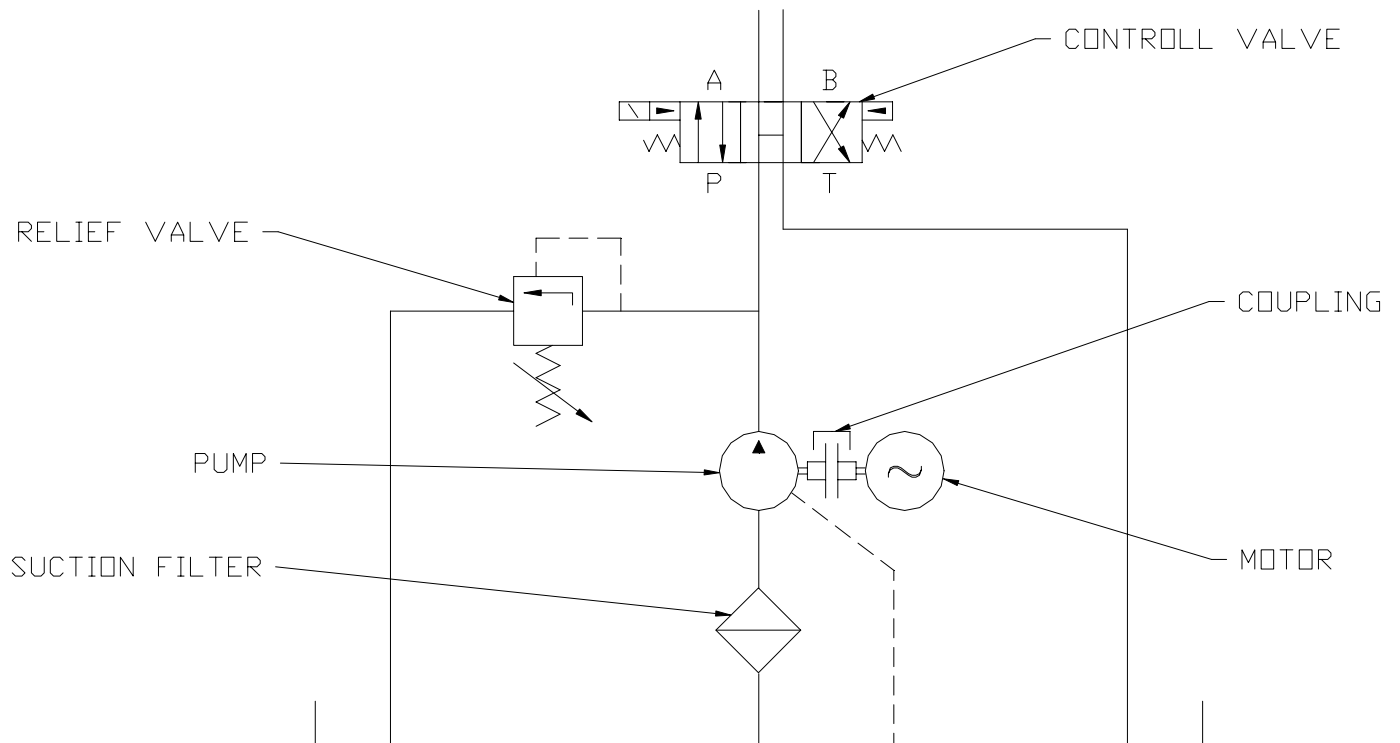 CONTROLL VALVE
A
B
P
T
RELIEF VALVE
COUPLING
PUMP
SUCTION FILTER
MOTOR